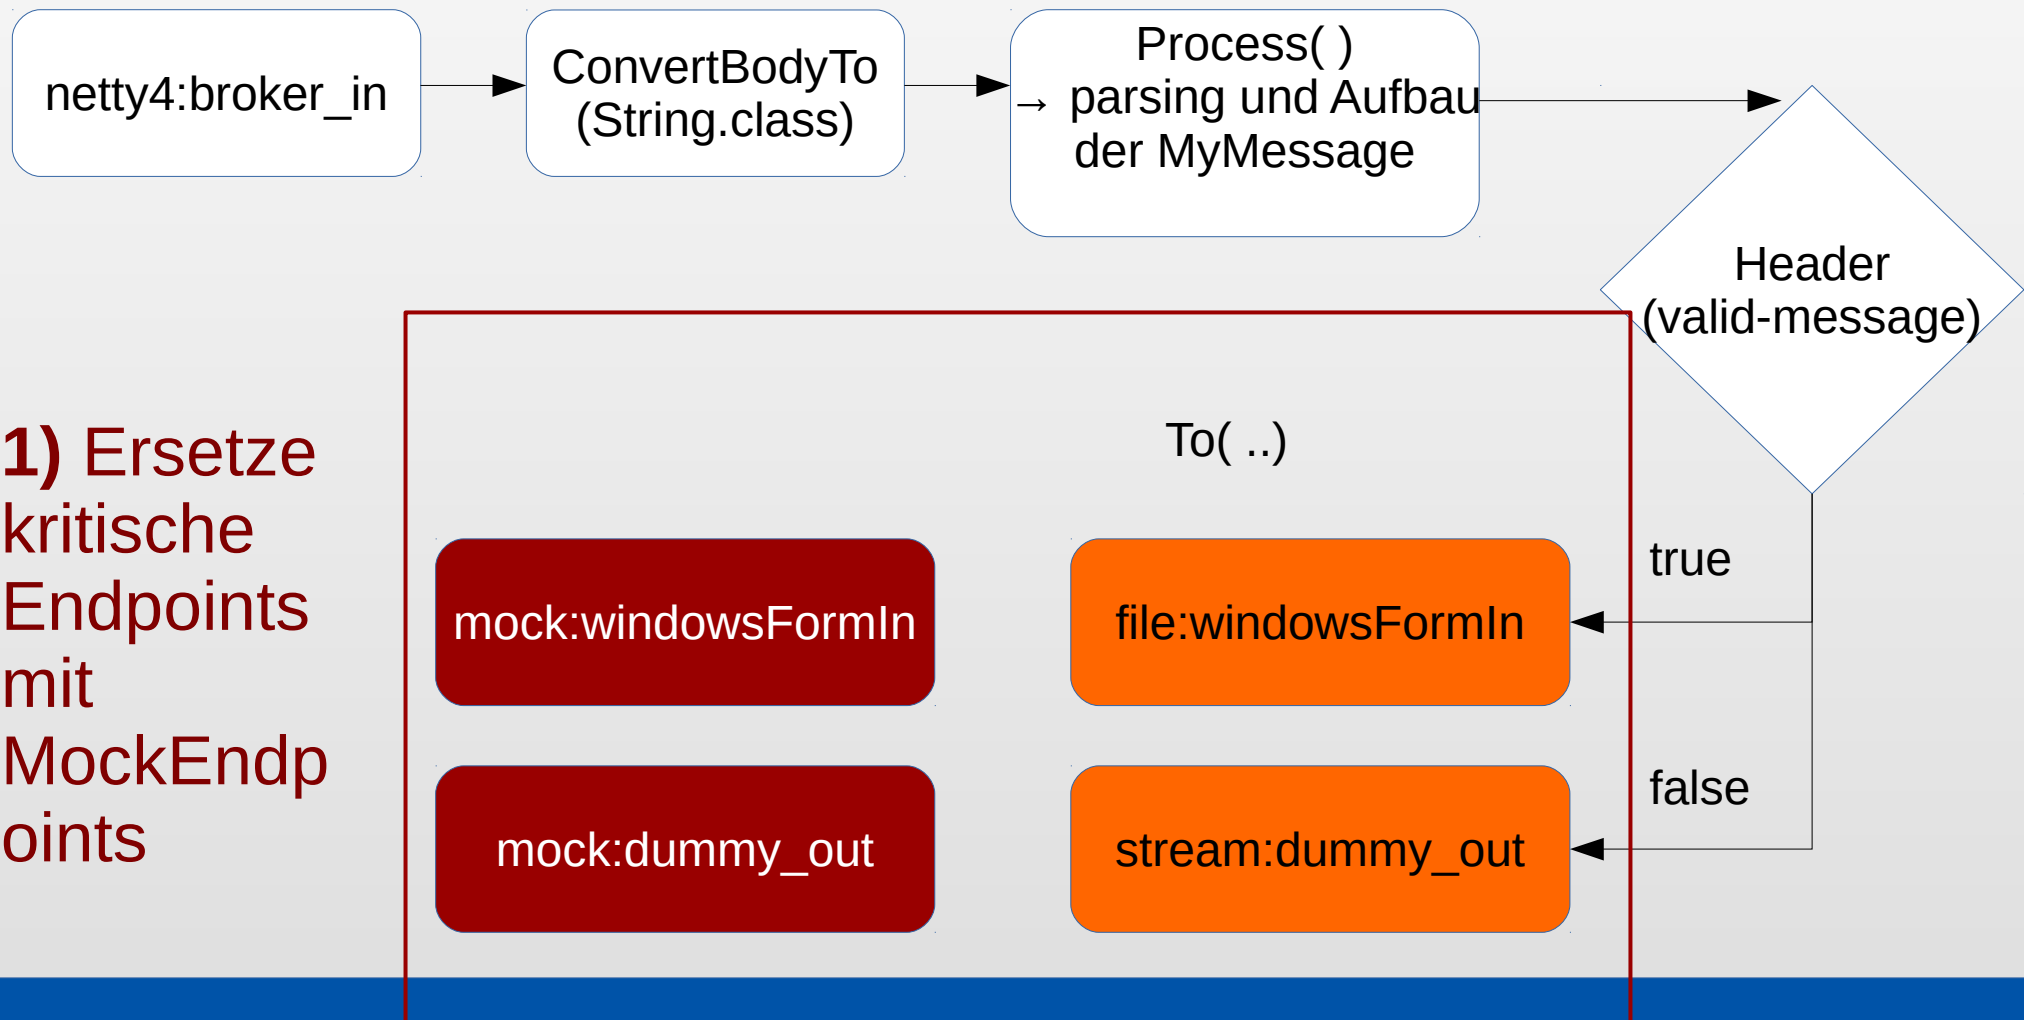 netty4:broker_in
ConvertBodyTo
(String.class)
Process( )
→ parsing und Aufbau
der MyMessage
Header
(valid-message)
To( ..)
1) Ersetze
kritische
Endpoints
mit
MockEndp
oints
true
mock:windowsFormIn
file:windowsFormIn
false
mock:dummy_out
stream:dummy_out